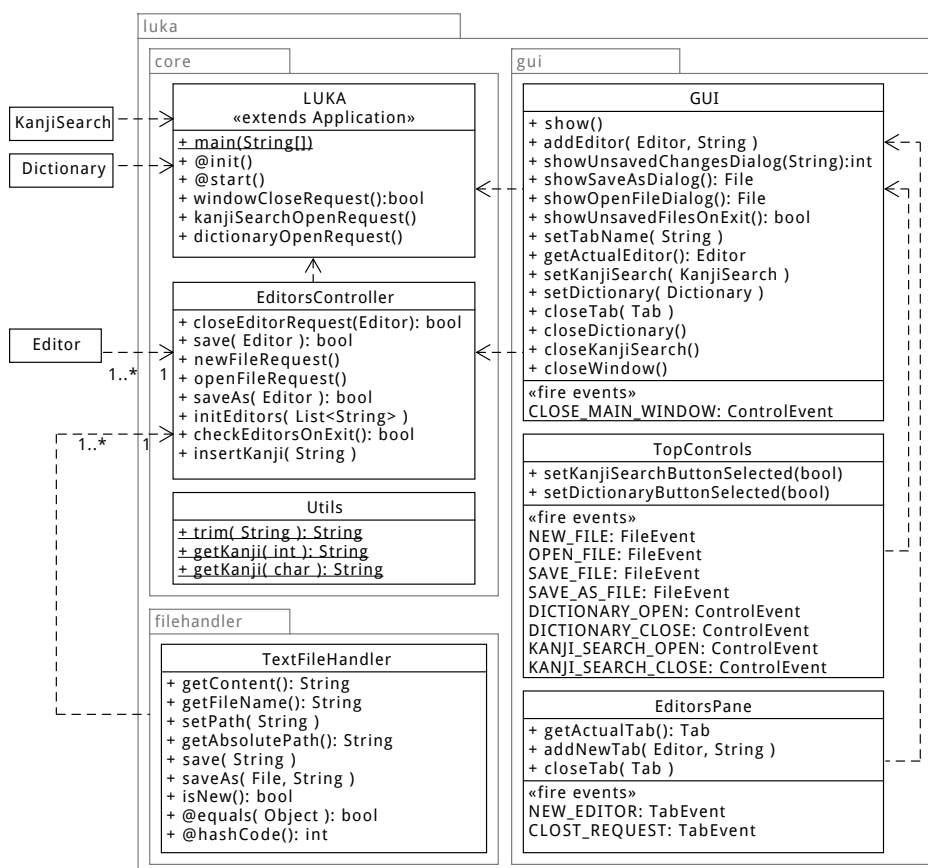 luka
core
LUKA
«extends Application»
+ main(String[])
+ @init()
+ @start()
+ windowCloseRequest():bool
+ kanjiSearchOpenRequest()
+ dictionaryOpenRequest()
KanjiSearch
Dictionary
EditorsController
+ closeEditorRequest(Editor): bool
+ save( Editor ): bool
+ newFileRequest()
+ openFileRequest()
+ saveAs( Editor ): bool
+ initEditors( List<String> )
+ checkEditorsOnExit(): bool
+ insertKanji( String )
Editor
1..* 1
1..* 1
Utils
+ trim( String ): String
+ getKanji( int ): String
+ getKanji( char ): String
filehandler
TextFileHandler
+ getContent(): String
+ getFileName(): String
+ setPath( String )
+ getAbsolutePath(): String
+ save( String )
+ saveAs( File, String )
+ isNew(): bool
+ @equals( Object ): bool
+ @hashCode(): int
gui
GUI
+ show()
+ addEditor( Editor, String )
+ showUnsavedChangesDialog(String):int
+ showSaveAsDialog(): File
+ showOpenFileDialog(): File
+ showUnsavedFilesOnExit(): bool
+ setTabName( String )
+ getActualEditor(): Editor
+ setKanjiSearch( KanjiSearch )
+ setDictionary( Dictionary )
+ closeTab( Tab )
+ closeDictionary()
+ closeKanjiSearch()
+ closeWindow()
«fire events»
CLOSE_MAIN_WINDOW: ControlEvent
TopControls
+ setKanjiSearchButtonSelected(bool)
+ setDictionaryButtonSelected(bool)
«fire events»
NEW_FILE: FileEvent
OPEN_FILE: FileEvent
SAVE_FILE: FileEvent
SAVE_AS_FILE: FileEvent
DICTIONARY_OPEN: ControlEvent
DICTIONARY_CLOSE: ControlEvent
KANJI_SEARCH_OPEN: ControlEvent
KANJI_SEARCH_CLOSE: ControlEvent
EditorsPane
+ getActualTab(): Tab
+ addNewTab( Editor, String )
+ closeTab( Tab )
«fire events»
NEW_EDITOR: TabEvent
CLOST_REQUEST: TabEvent